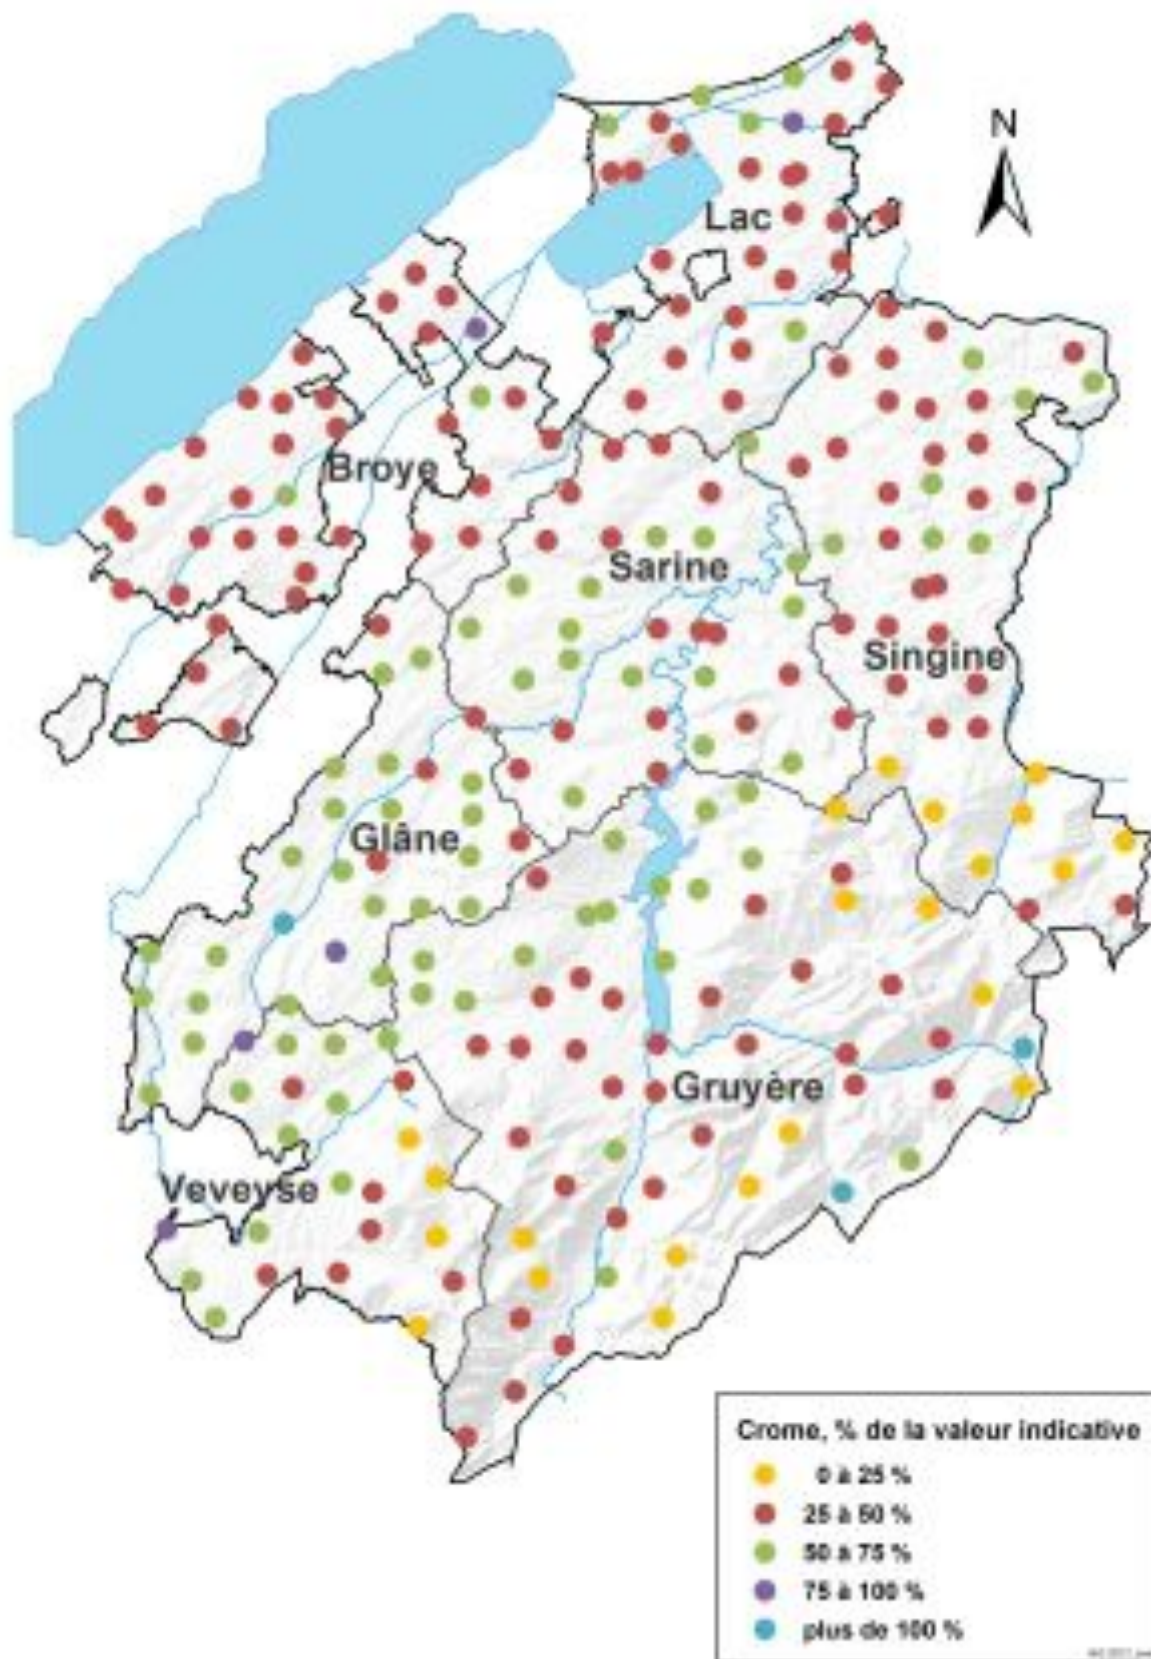 N
Lac
Broye
Sarine
Singine
Glâne
Gruyère
Veveyse
Crome, % de la valeur indicative
0 à 25 %
25 à 50 %
50 à 75 %
75 à 100 %
plus de 100 %